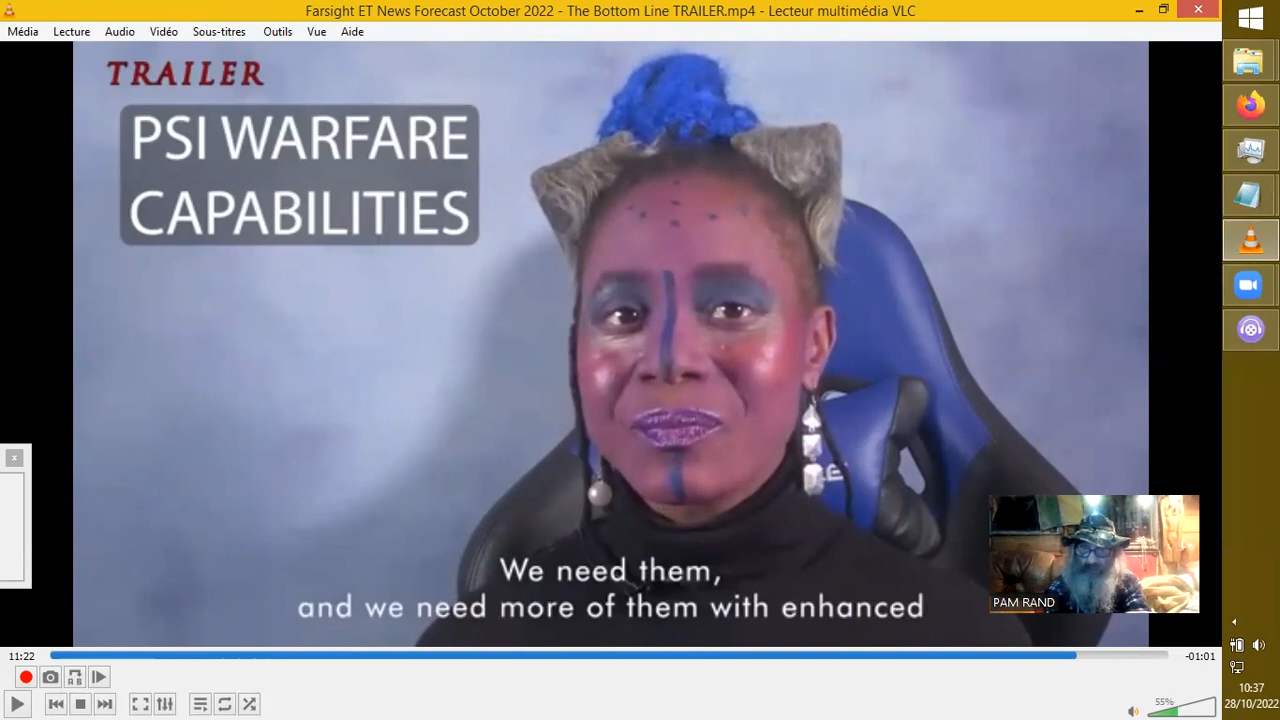 Farsight ET News Forecast October 2022 - The Bottom Line TRAILER.mp4 - Lecteur multimédia VLC
Média Lecture Audio Vidéo Sous-titres Outils Vue Aide
TRAILER
PSI WARFARE
CAPABILITIES
We need them,
and we need more of them with enhanced
PAM RAND
11:22
-01:01
55%
10:37
28/10/2022